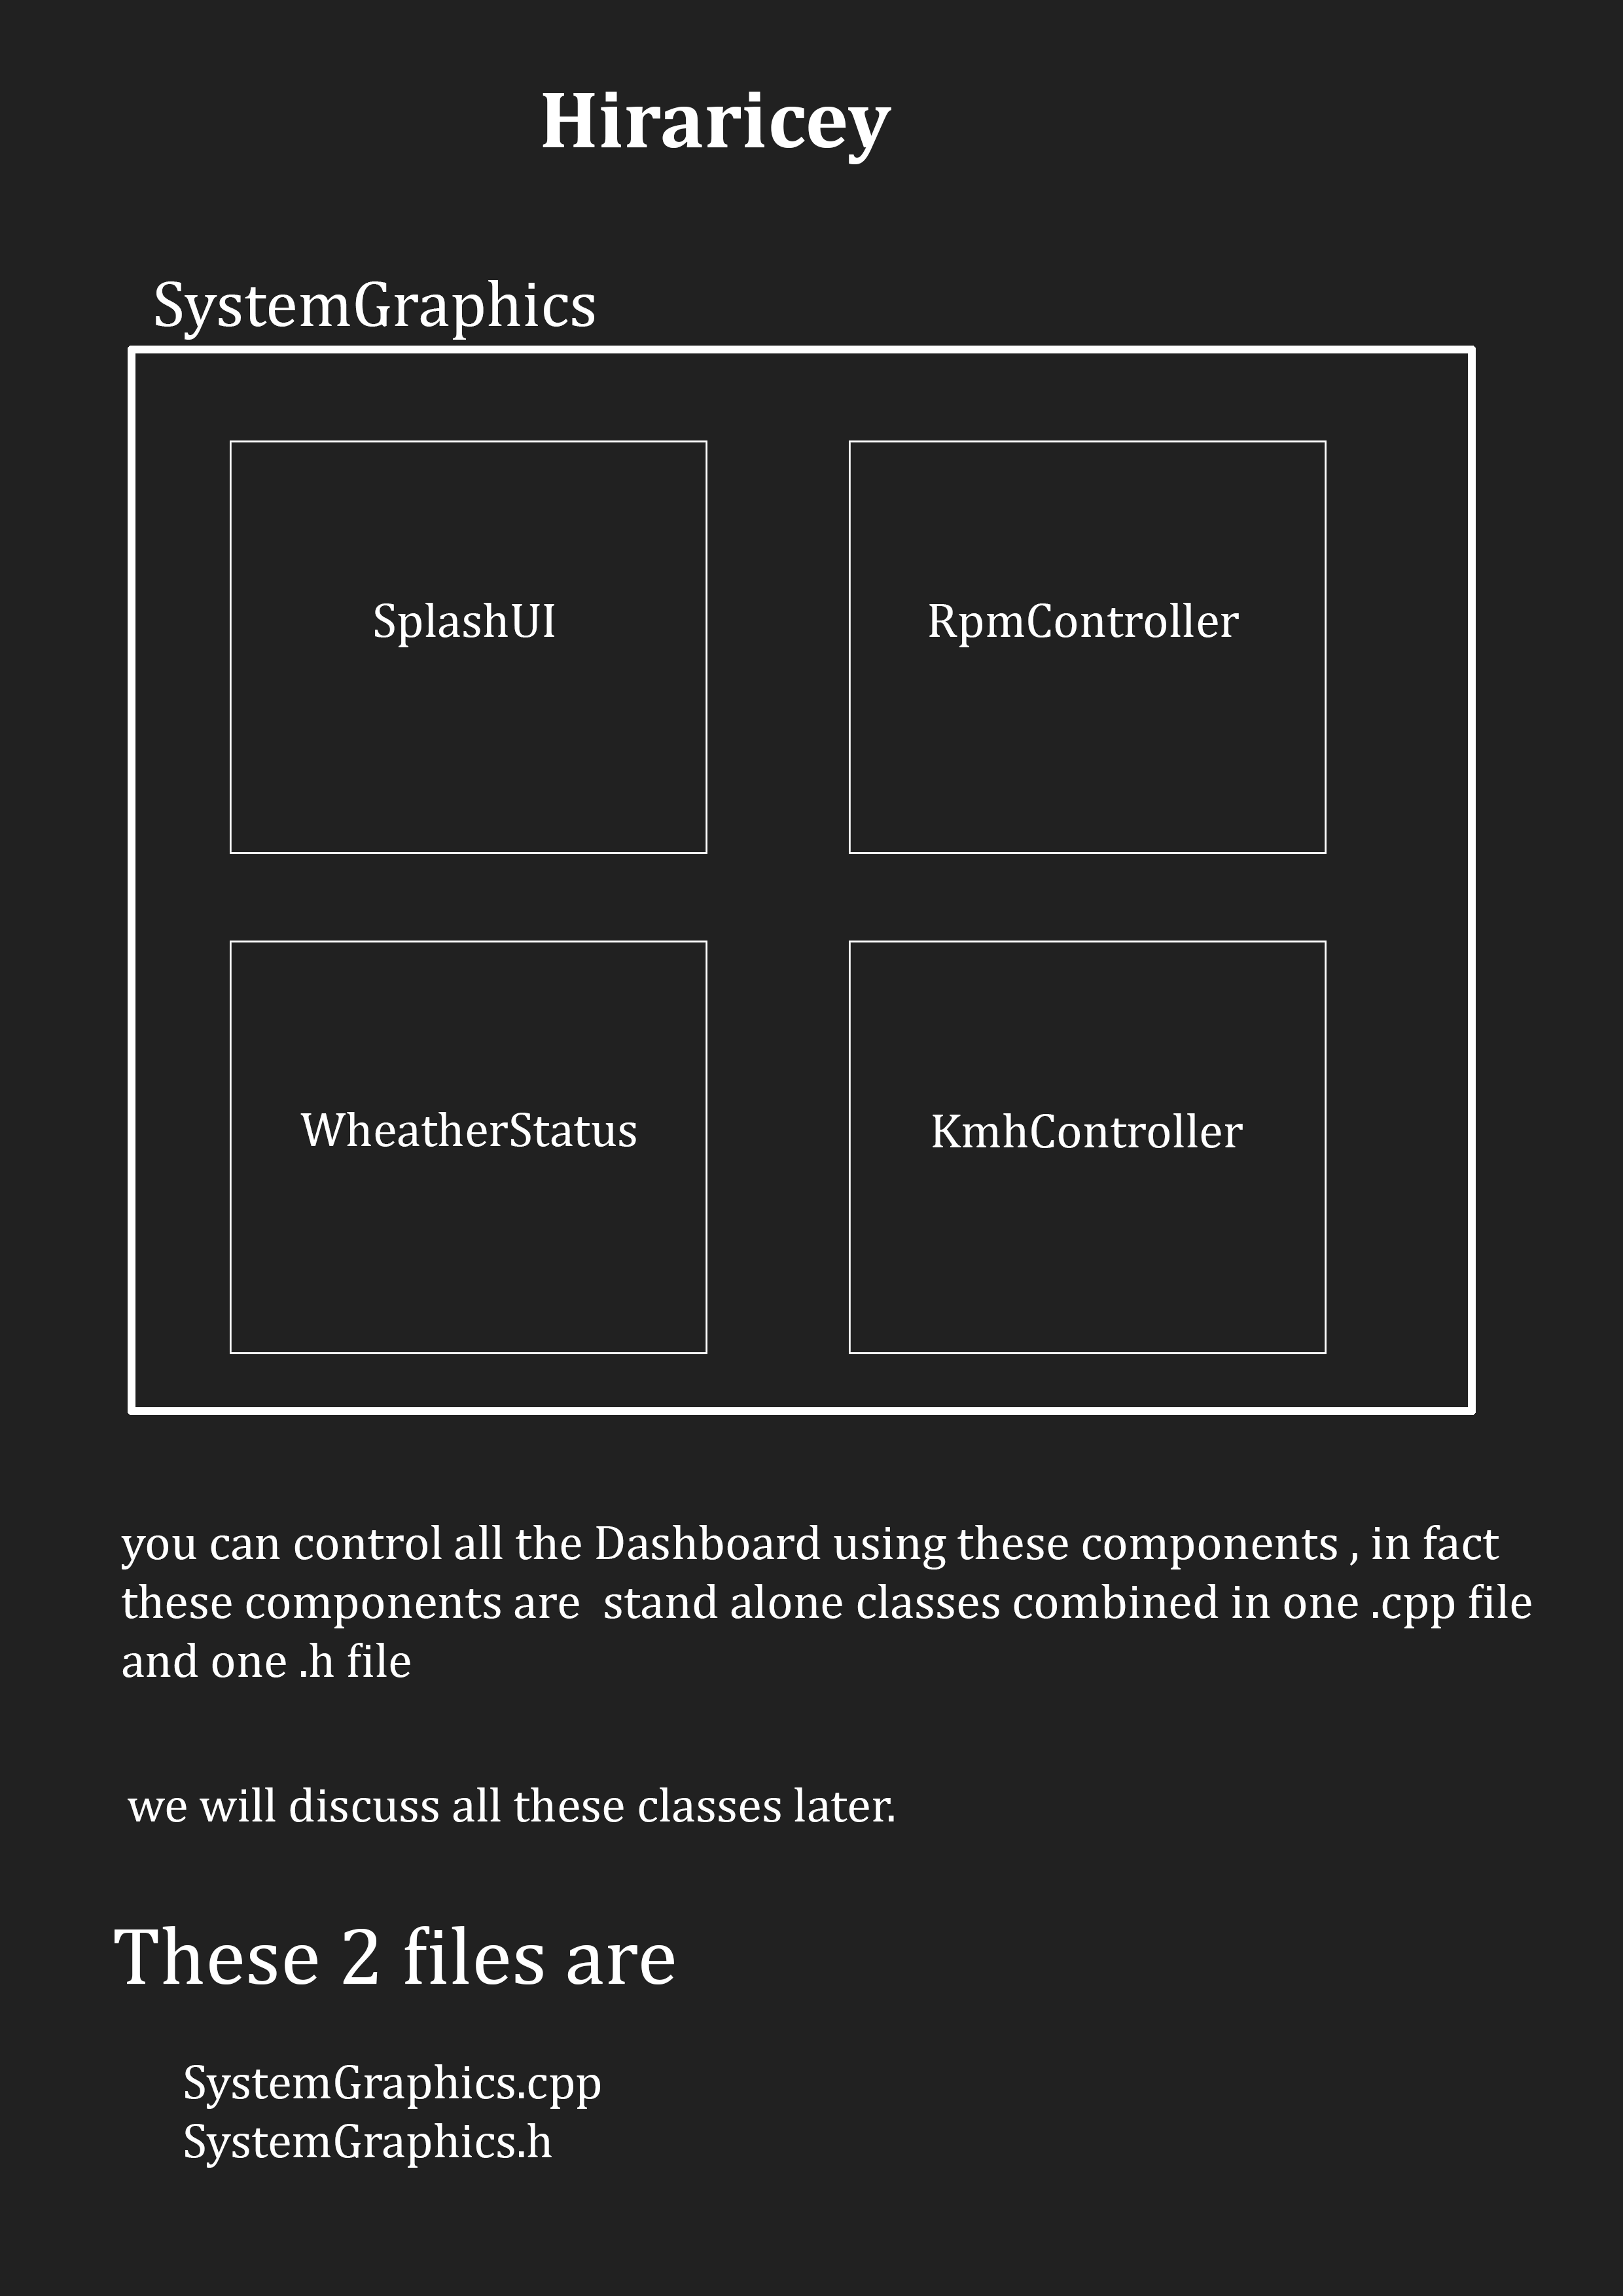 Hiraricey
SystemGraphics
SplashUI
RpmController
WheatherStatus
KmhController
you can control all the Dashboard using these components , in fact
these components are  stand alone classes combined in one .cpp file
and one .h file
we will discuss all these classes later.
These 2 files are
SystemGraphics.cpp
SystemGraphics.h